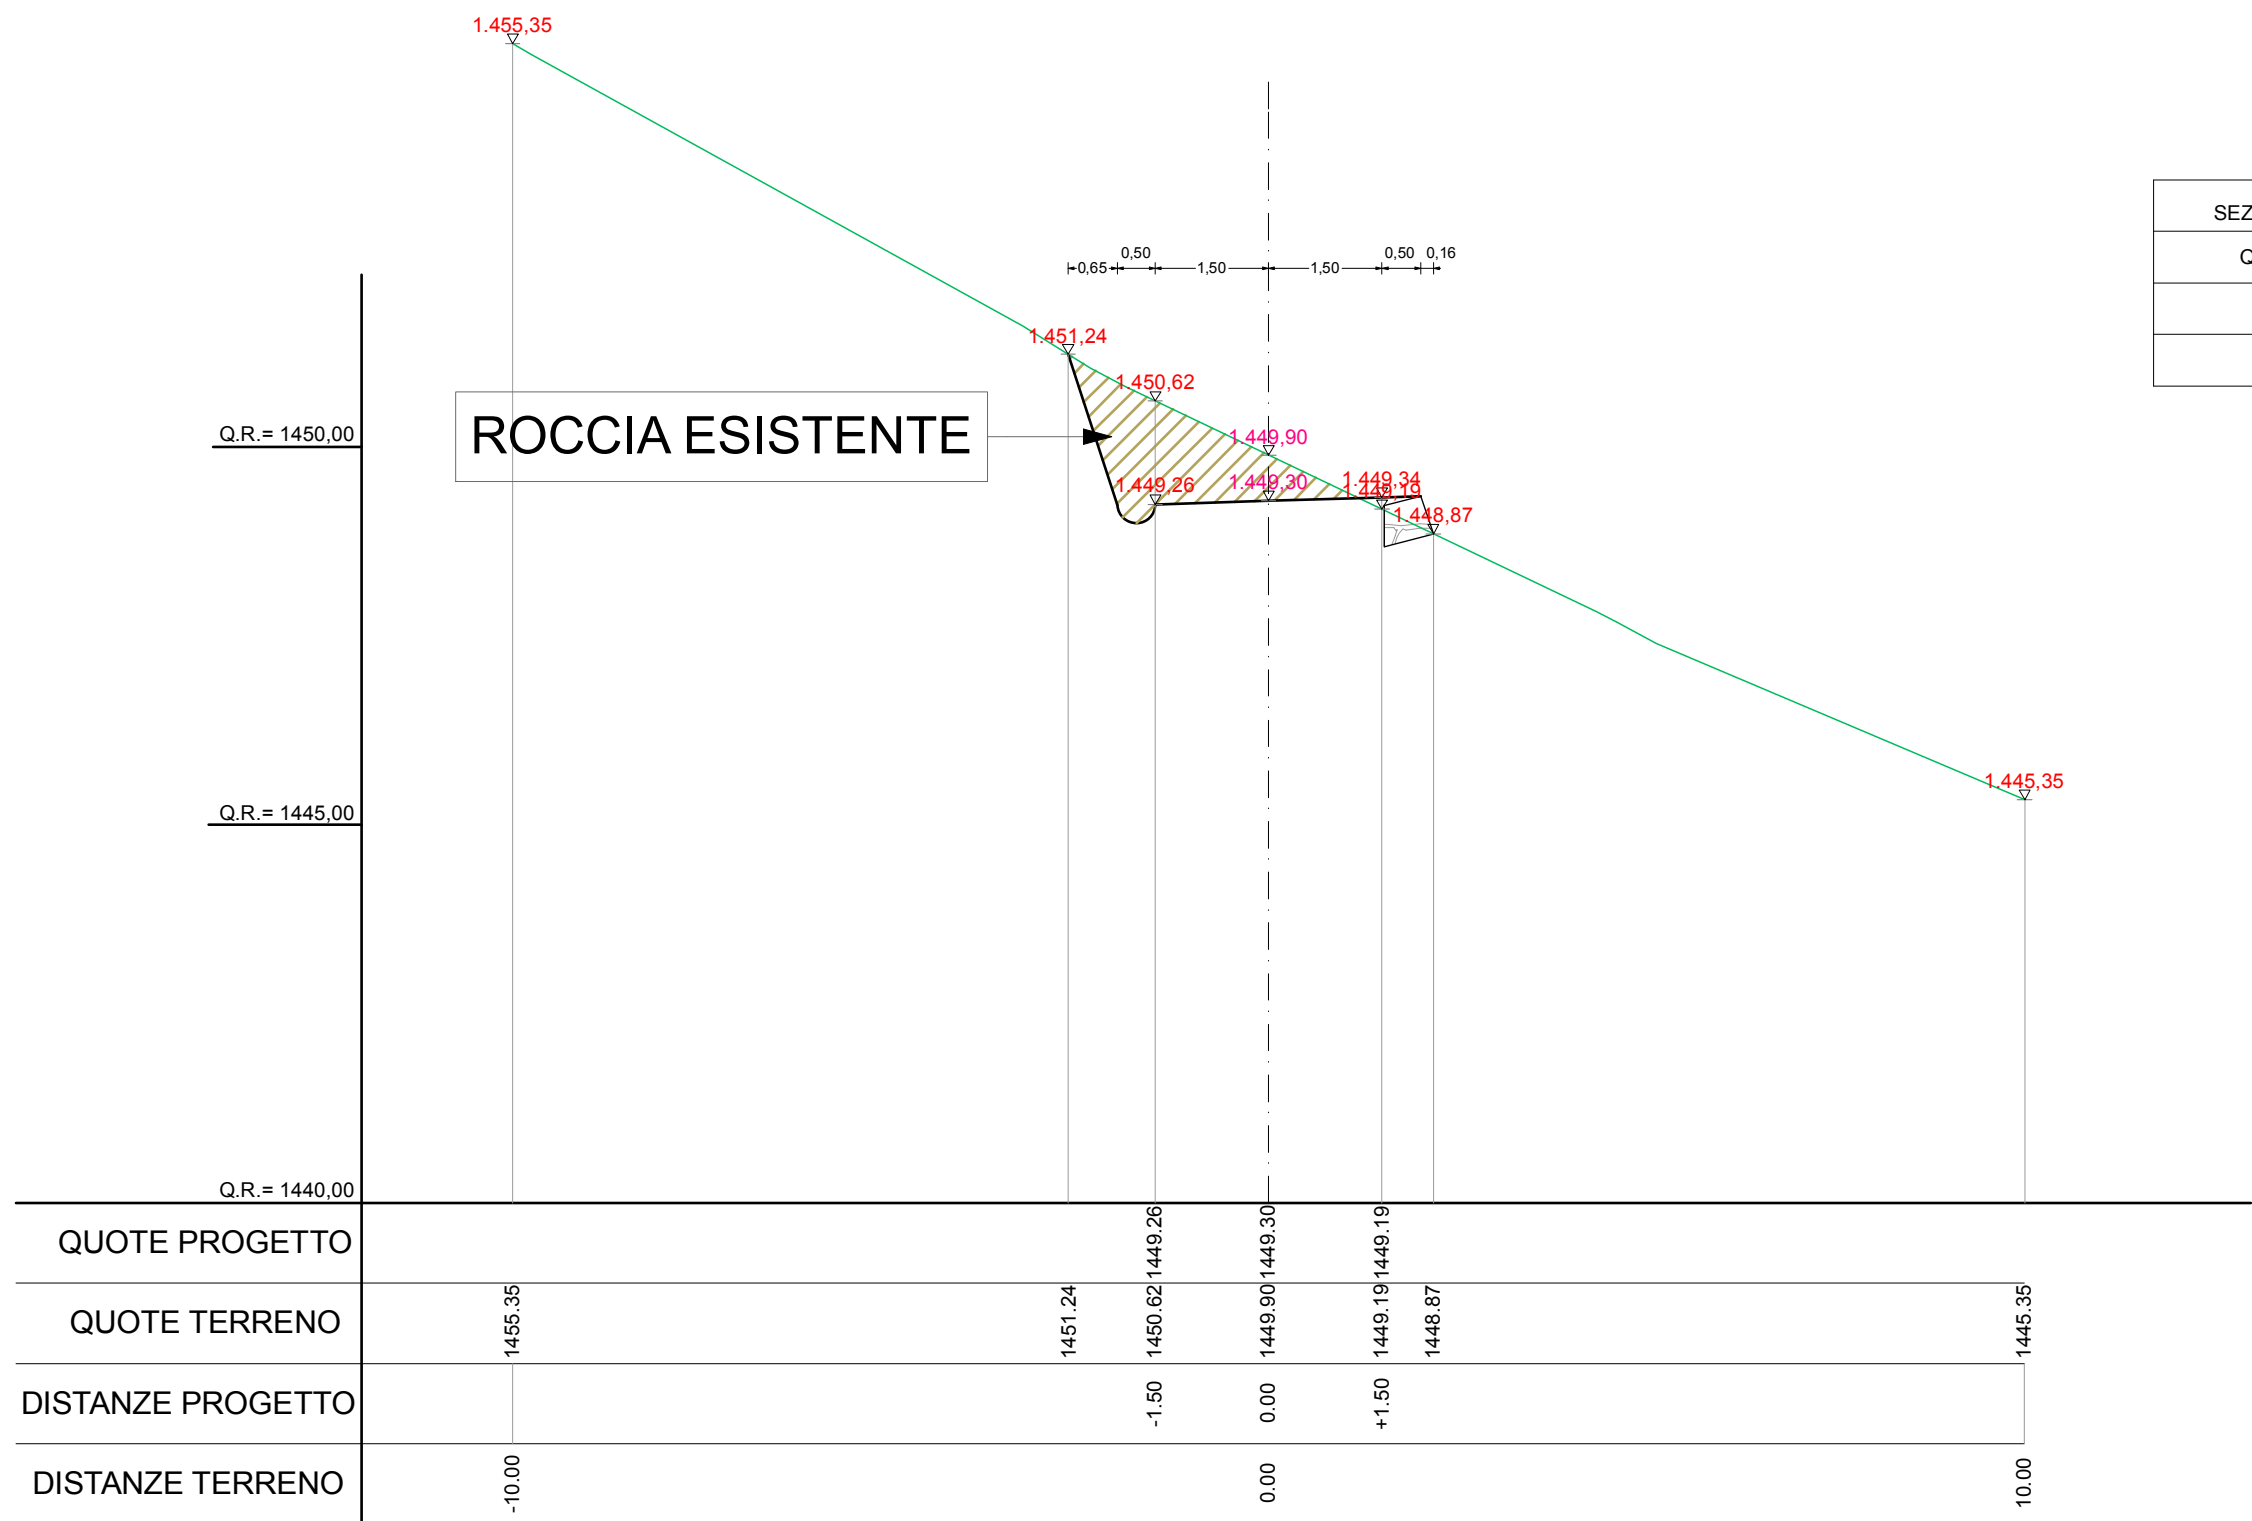 1.455,35
SEZ
0,50 0,50 0,16
0,65 1,50 1,50
Q
1.451,24
1.450,62
ROCCIA ESISTENTE
Q.R.= 1450,00
1.449,90
1.449,26 1.449,30 1.449,34
1.449,19
1.448,87
1.445,35
Q.R.= 1445,00
Q.R.= 1440,00
QUOTE PROGETTO 1449.26 1449.30 1449.19
QUOTE TERRENO 1455.35 1451.24 1450.62 1449.90 1449.19 1448.87 1445.35
DISTANZE PROGETTO -1.50 0.00 +1.50
DISTANZE TERRENO -10.00 0.00 10.00